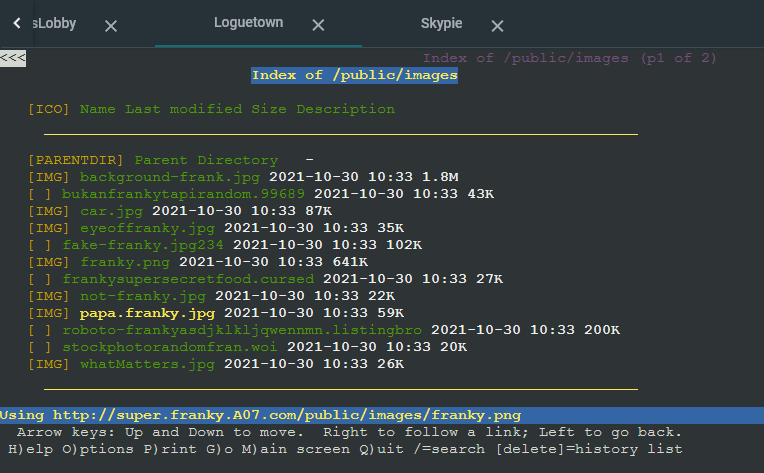 sLobby
Loguetown
Skypie
<<<
Index of /public/images (p1 of 2)
Index of /public/images
[ICO] Name Last modified Size Description
[PARENTDIR] Parent Directory -
[IMG] background-frank.jpg 2021-10-30 10:33 1.8M
[ ] bukanfrankytapirandom.99689 2021-10-30 10:33 43K
[IMG] car.jpg 2021-10-30 10:33 87K
[IMG] eyeoffranky.jpg 2021-10-30 10:33 35K
[ ] fake-franky.jpg234 2021-10-30 10:33 102K
[IMG] franky.png 2021-10-30 10:33 641K
[ ] frankysupersecretfood.cursed 2021-10-30 10:33 27K
[IMG] not-franky.jpg 2021-10-30 10:33 22K
[IMG] papa.franky.jpg 2021-10-30 10:33 59K
[ ] roboto-frankyasdjklkljqwennmn.listingbro 2021-10-30 10:33 200K
[ ] stockphotorandomfran.woi 2021-10-30 10:33 20K
[IMG] whatMatters.jpg 2021-10-30 10:33 26K
Using http://super.franky.A07.com/public/images/franky.png
Arrow keys: Up and Down to move. Right to follow a link; Left to go back.
H)elp O)ptions P)rint G)o M)ain screen Q)uit /=search [delete]=history list